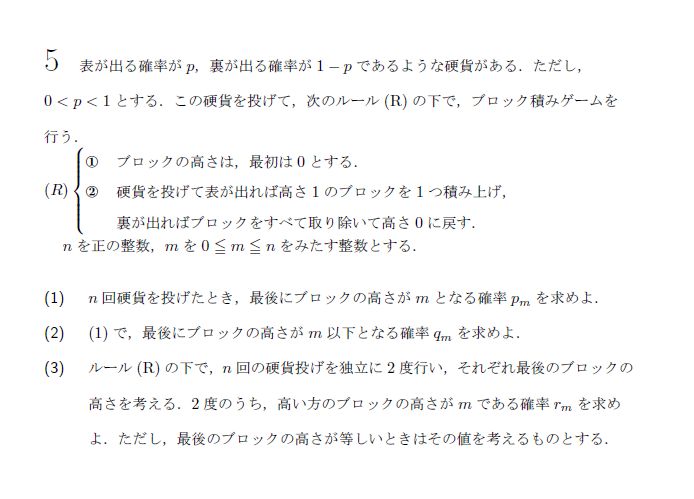 5 表が出る確率が p，裏が出る確率が 1 − p であるような硬貨がある．ただし，
0 < p < 1 とする．この硬貨を投げて，次のルール (R) の下で，ブロック積みゲームを
行う．
① ブロックの高さは，最初は 0 とする．
(R) ② 硬貨を投げて表が出れば高さ 1 のブロックを 1 つ積み上げ，
裏が出ればブロックをすべて取り除いて高さ 0 に戻す．
n を正の整数，m を 0 ≦ m ≦ n をみたす整数とする．
(1) n 回硬貨を投げたとき，最後にブロックの高さが m となる確率 pₘ を求めよ．
(2) (1) で，最後にブロックの高さが m 以下となる確率 qₘ を求めよ．
(3) ルール (R) の下で，n 回の硬貨投げを独立に 2 度行い，それぞれ最後のブロックの
高さを考える．2 度のうち，高い方のブロックの高さが m である確率 rₘ を求め
よ．ただし，最後のブロックの高さが等しいときはその値を考えるものとする．